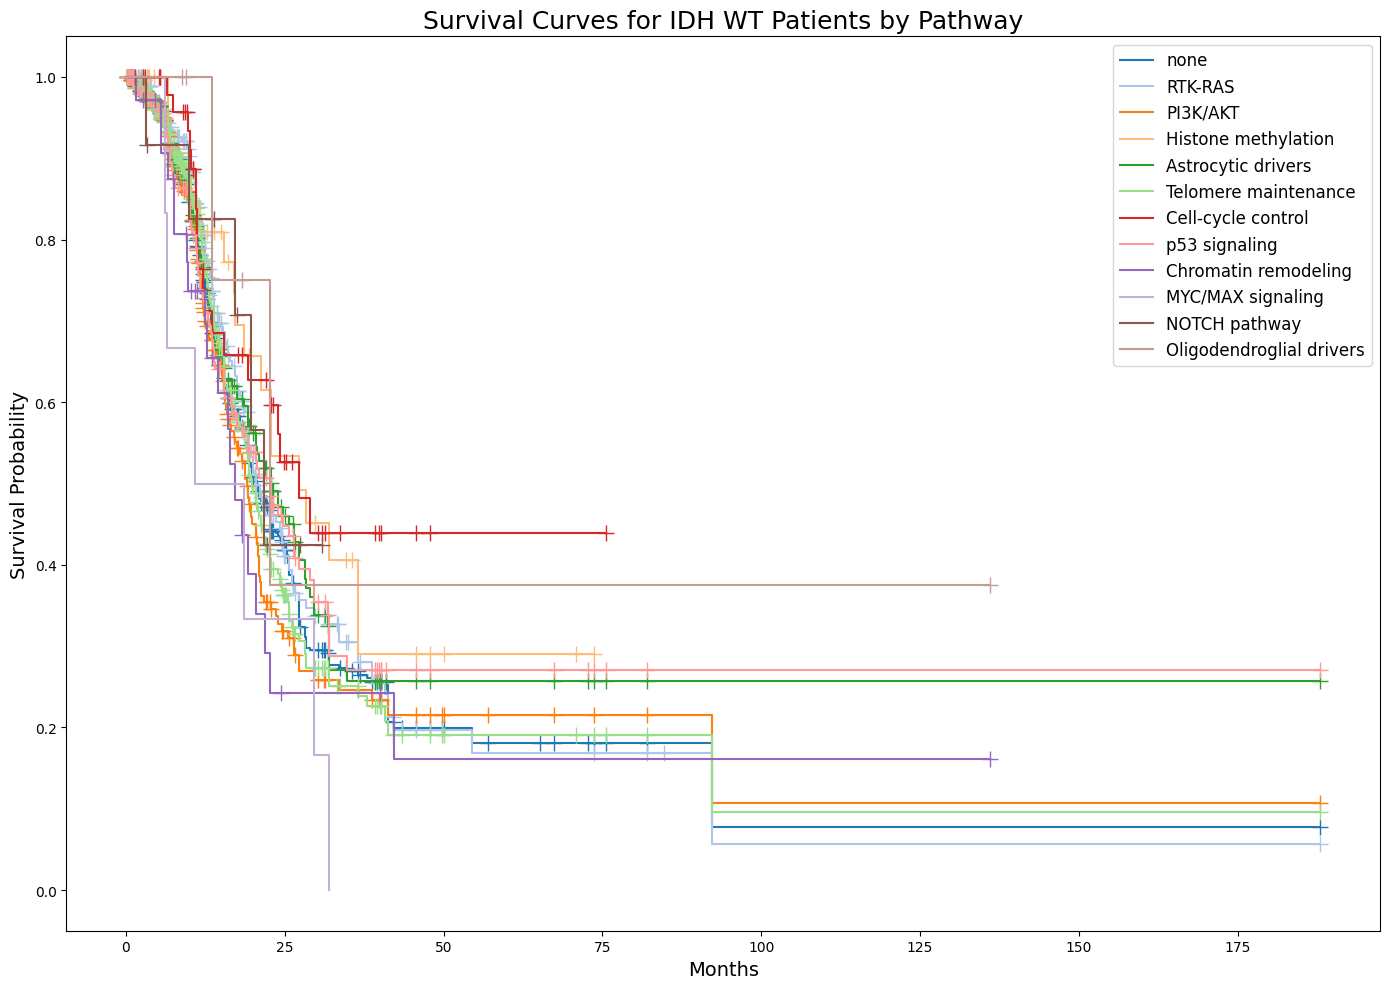 Survival Curves for IDH WT Patients by Pathway
none
RTK-RAS
PI3K/AKT
Histone methylation
Astrocytic drivers
Telomere maintenance
Cell-cycle control
p53 signaling
Chromatin remodeling
MYC/MAX signaling
NOTCH pathway
Oligodendroglial drivers
Survival Probability
1.0
0.8
0.6
0.4
0.2
0.0
0 25 50 75 100 125 150 175
Months